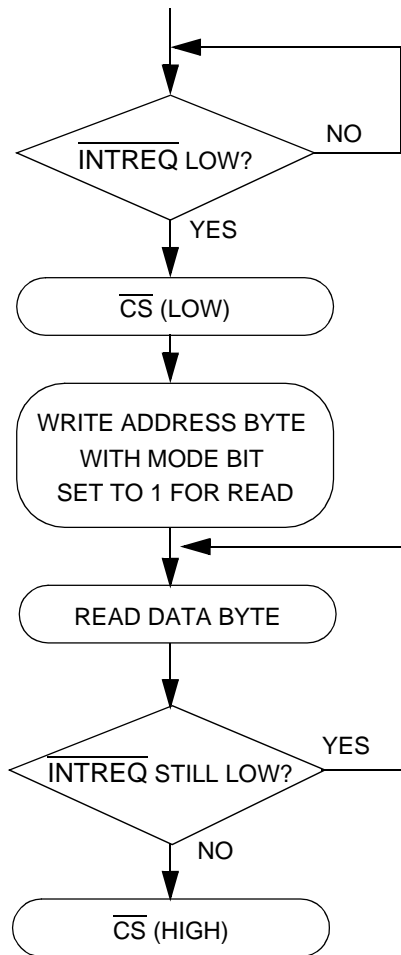 INTREQ LOW?
NO
YES
CS (LOW)
WRITE ADDRESS BYTE
WITH MODE BIT
SET TO 1 FOR READ
READ DATA BYTE
YES
INTREQ STILL LOW?
NO
CS (HIGH)